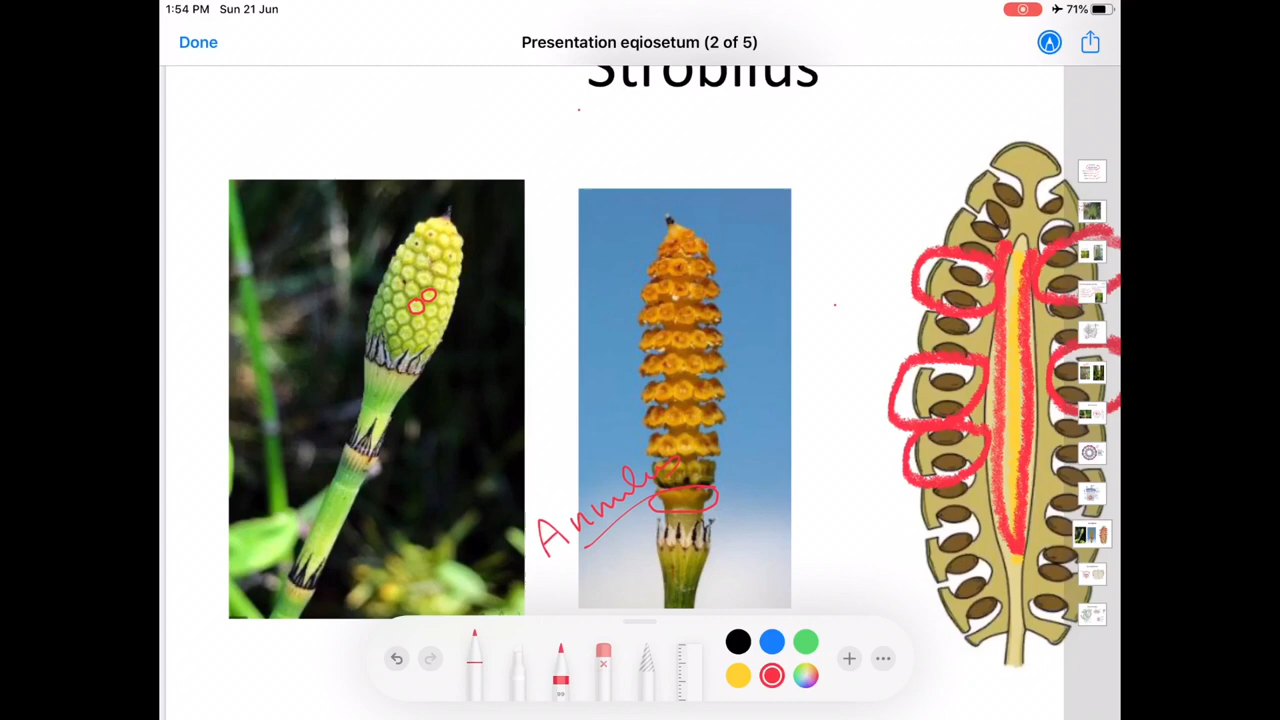 1:54 PM Sun 21 Jun
71%
Done
Presentation eqiosetum (2 of 5)
Strobilus
Annulus